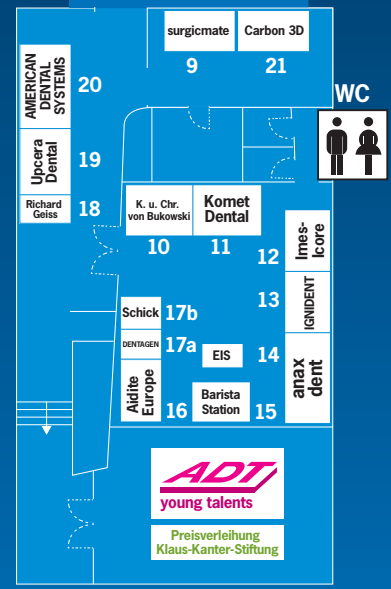 surgicmate
Carbon 3D
9
21
WC
AMERICAN
DENTAL
SYSTEMS
20
Upcera
Dental
19
Richard
Geiss
18
K. u. Chr.
von Bukowski
10
Komet
Dental
11
12
Imes-
Icore
13
IGNIDENT
Schick
17b
DENTAGEN
17a
EIS
14
anax
dent
Aidite
Europe
16
Barista
Station
15
ADT
young talents
Preisverleihung
Klaus-Kanter-Stiftung